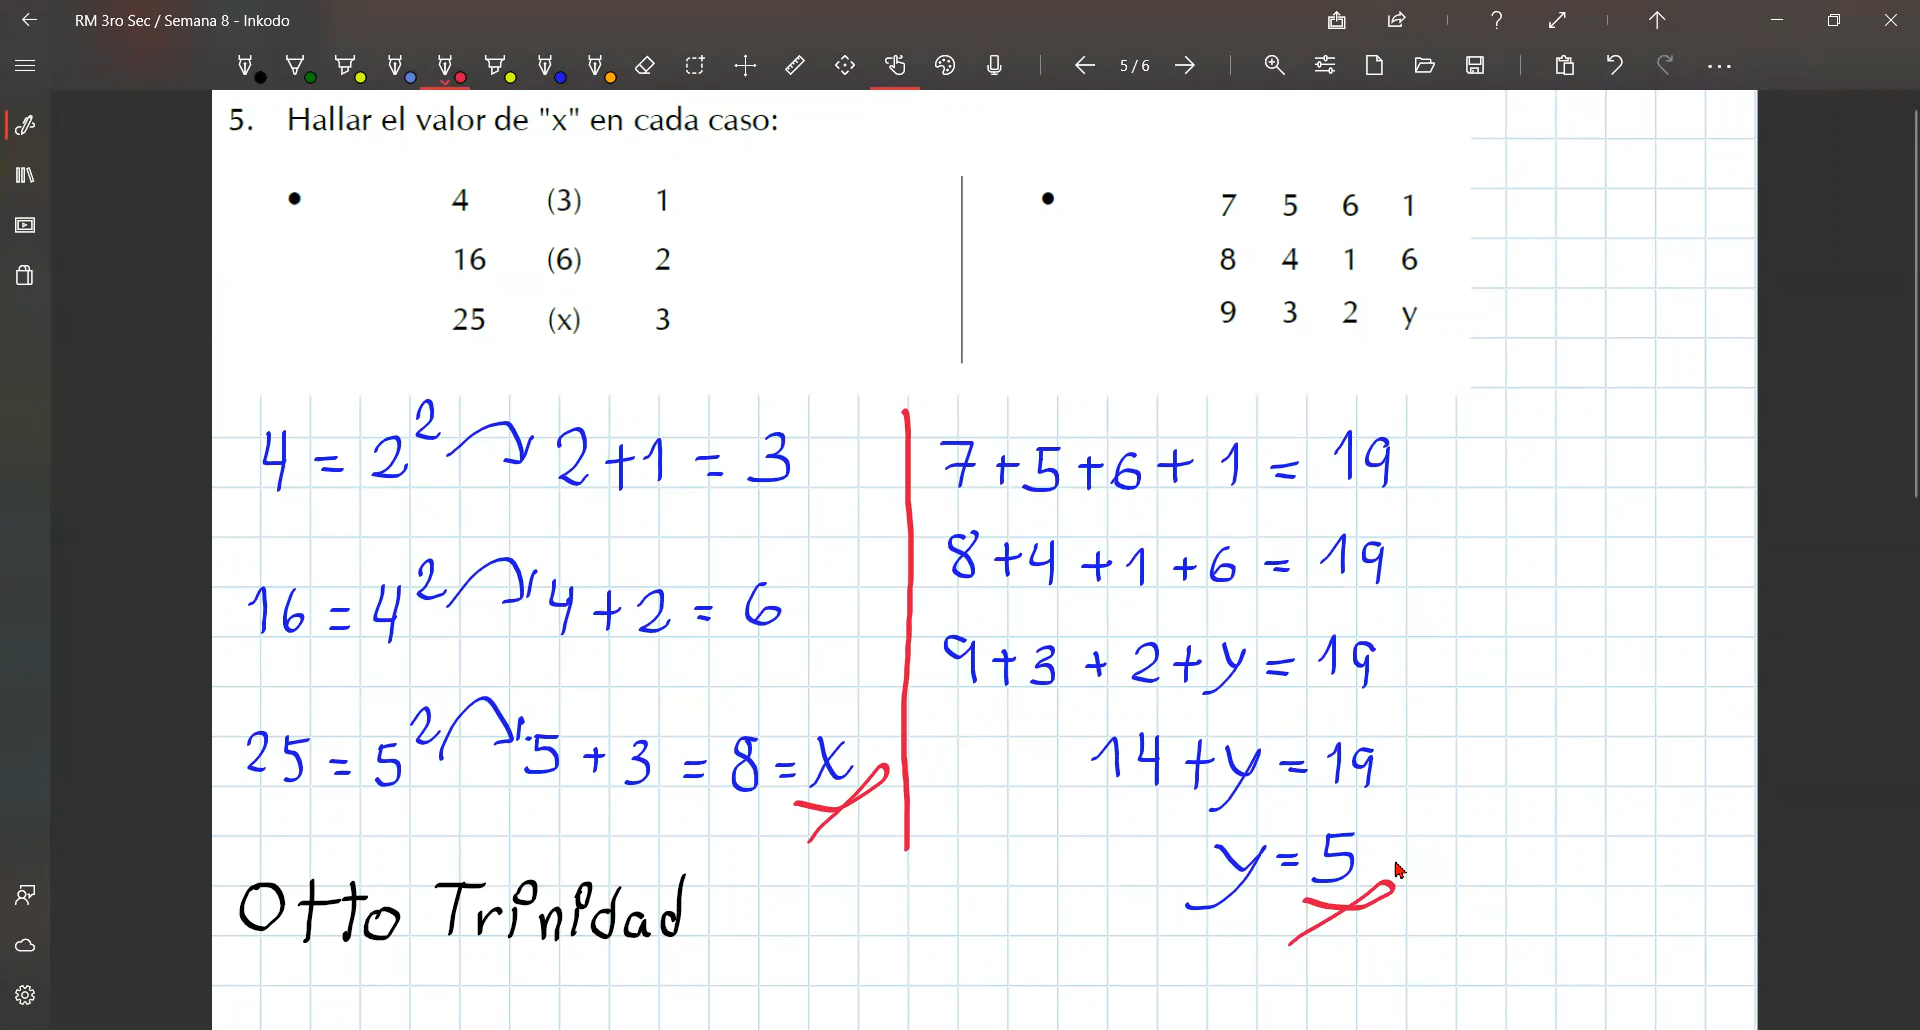 RM 3ro Sec / Semana 8 - Inkodo
5 / 6
5. Hallar el valor de "x" en cada caso:
• 4 (3) 1
16 (6) 2
25 (x) 3
• 7 5 6 1
8 4 1 6
9 3 2 y
4 = 2² 2 + 1 = 3
16 = 4² 4 + 2 = 6
25 = 5² 5 + 3 = 8 = x
7 + 5 + 6 + 1 = 19
8 + 4 + 1 + 6 = 19
9 + 3 + 2 + y = 19
14 + y = 19
y = 5
Otto Trinidad